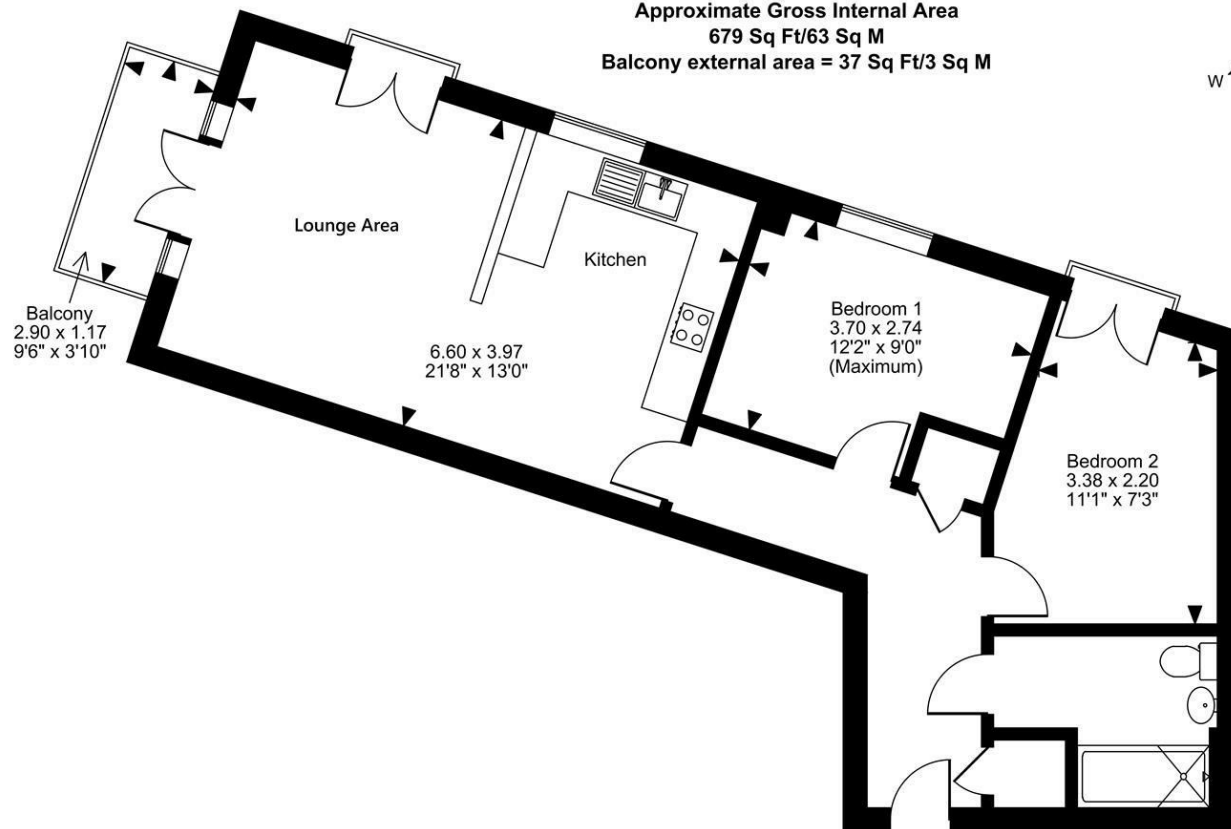 Approximate Gross Internal Area
679 Sq Ft/63 Sq M
Balcony external area = 37 Sq Ft/3 Sq M
W
Lounge Area
Kitchen
Balcony
2.90 x 1.17
9'6" x 3'10"
6.60 x 3.97
21'8" x 13'0"
Bedroom 1
3.70 x 2.74
12'2" x 9'0"
(Maximum)
Bedroom 2
3.38 x 2.20
11'1" x 7'3"